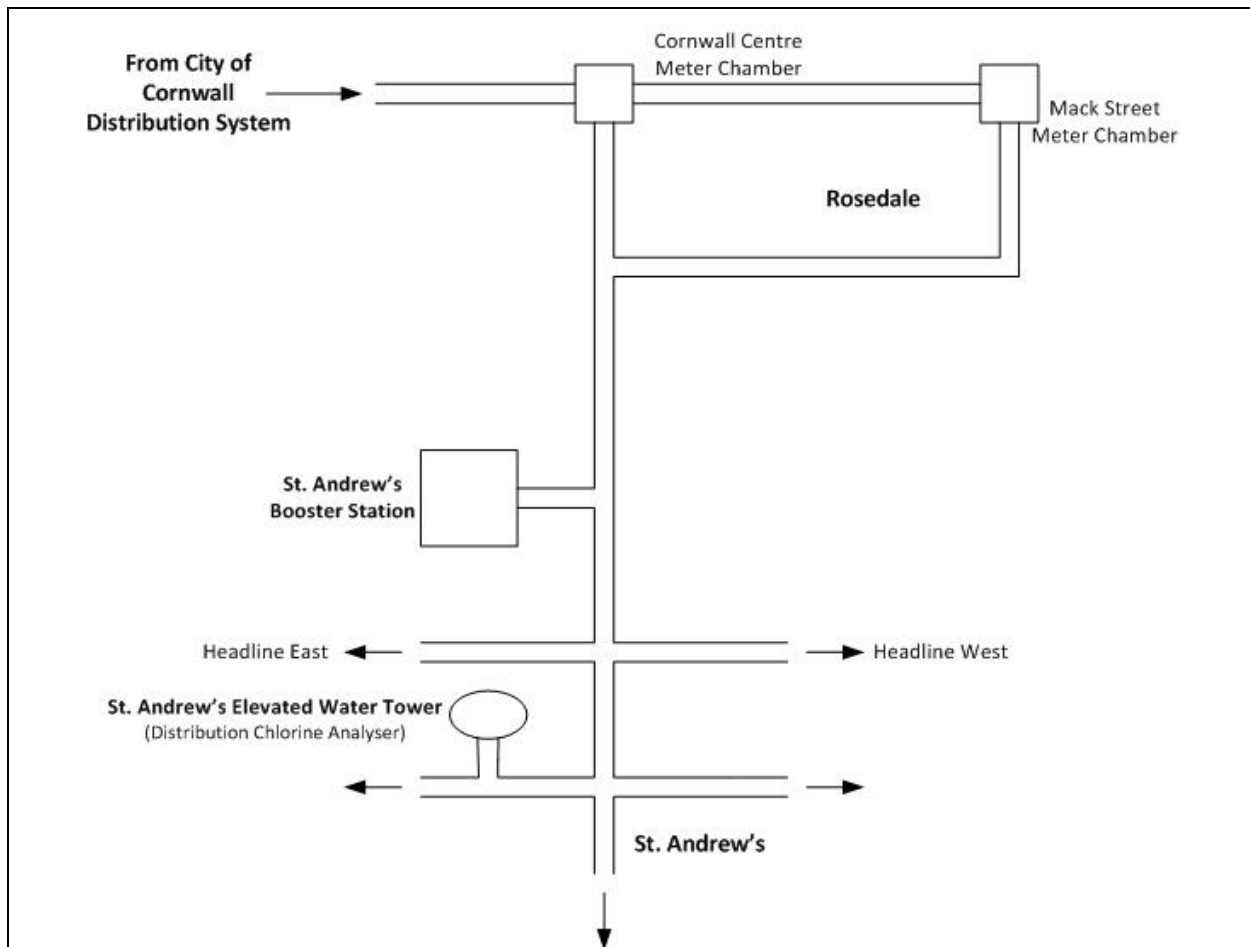 From City of
Cornwall
Distribution System
Cornwall Centre
Meter Chamber
Mack Street
Meter Chamber
Rosedale
St. Andrew's
Booster Station
Headline East
Headline West
St. Andrew's Elevated Water Tower
(Distribution Chlorine Analyser)
St. Andrew's